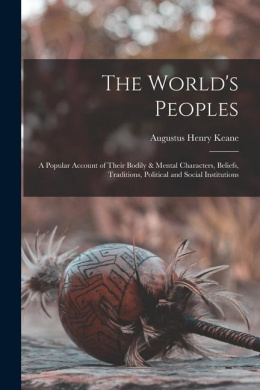 The World's
Peoples
Augustus Henry Keane
A Popular Account of Their Bodily & Mental Characters, Beliefs,
Traditions, Political and Social Institutions